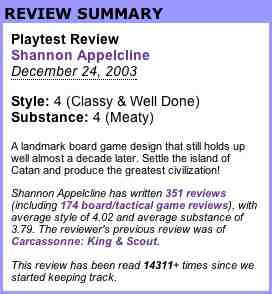 REVIEW SUMMARY
Playtest Review
Shannon Appelcline
December 24, 2003
Style: 4 (Classy & Well Done)
Substance: 4 (Meaty)
A landmark board game design that still holds up
well almost a decade later. Settle the island of
Catan and produce the greatest civilization!
Shannon Appelcline has written 351 reviews
(including 174 board/tactical game reviews), with
average style of 4.02 and average substance of
3.79. The reviewer's previous review was of
Carcassonne: King & Scout.
This review has been read 14311+ times since we
started keeping track.